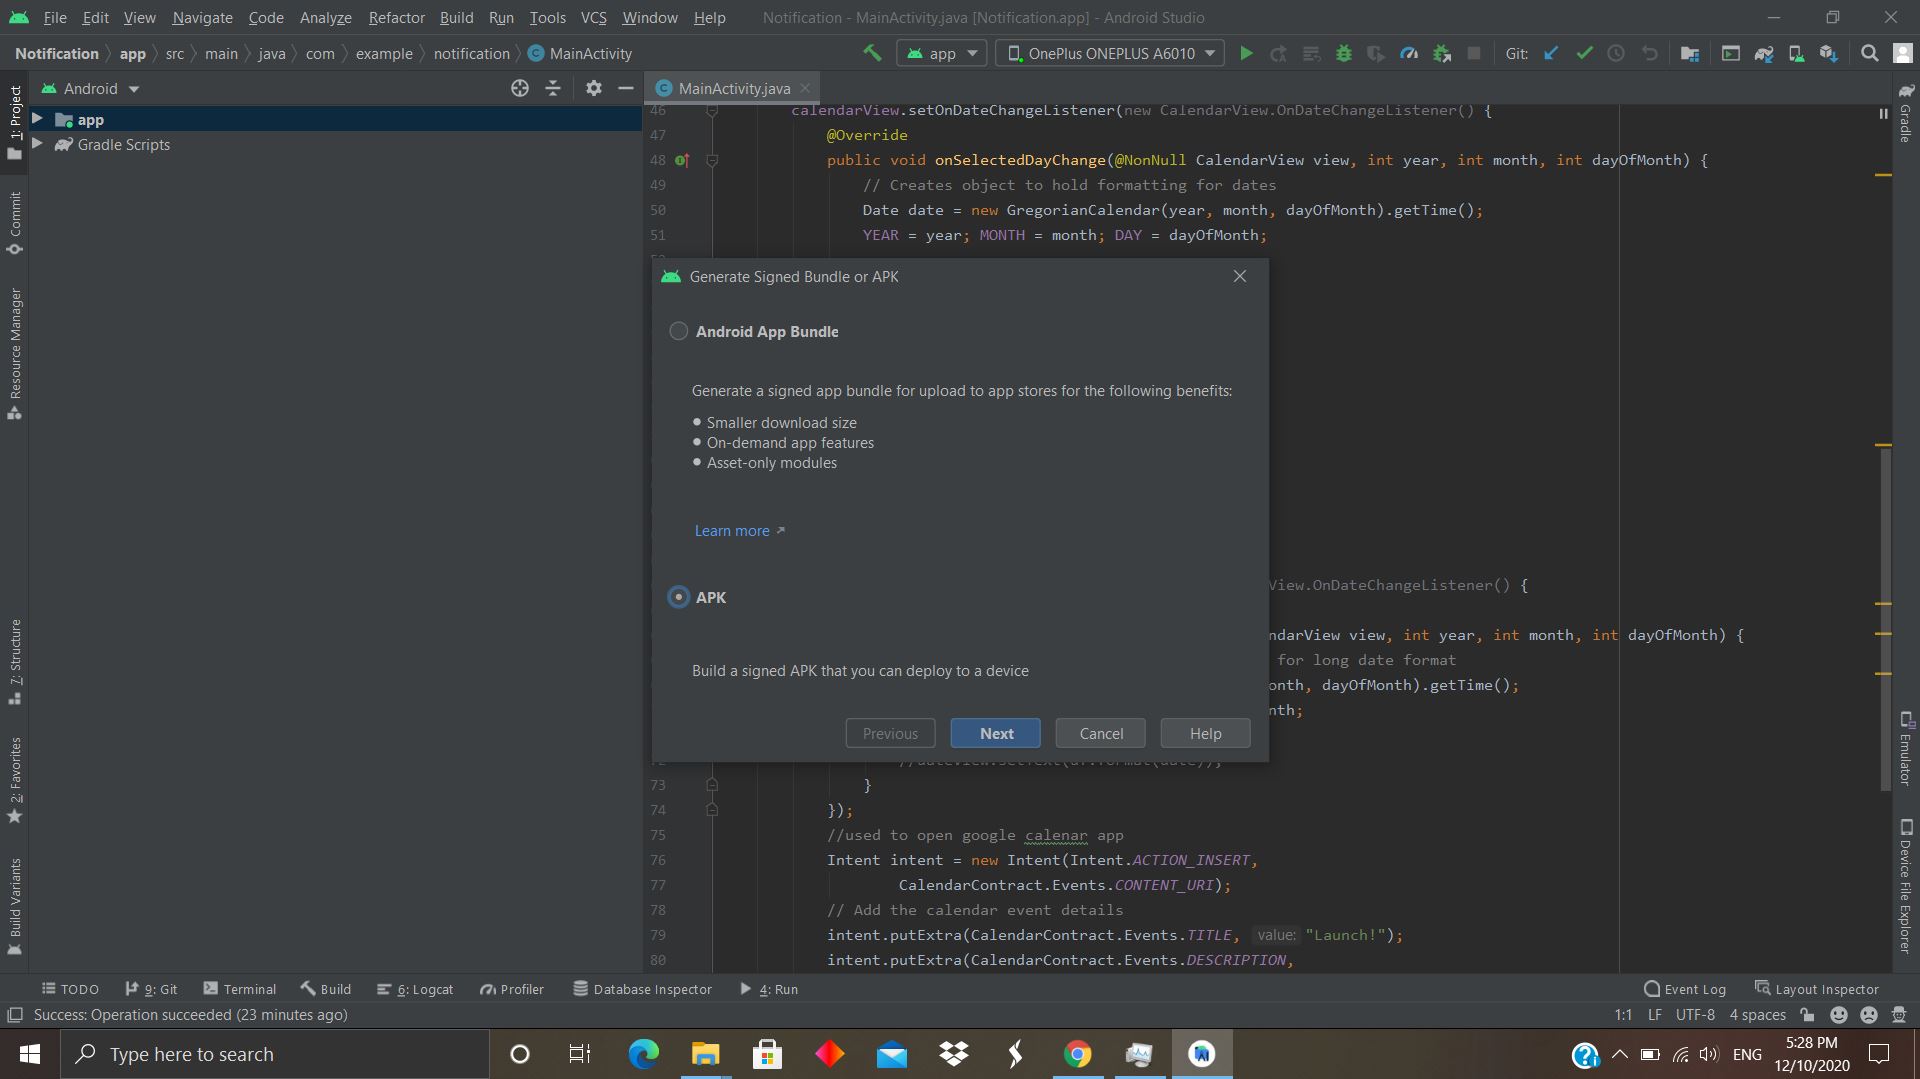 File Edit View Navigate Code Analyze Refactor Build Run Tools VCS Window Help Notification - MainActivity.java [Notification.app] - Android Studio
Notification app src main java com example notification MainActivity app OnePlus ONEPLUS A6010 Git:
Android
MainActivity.java
app
Gradle Scripts
1: Project
Commit
Resource Manager
7: Structure
2: Favorites
Build Variants
46 calendarView.setOnDateChangeListener(new CalendarView.OnDateChangeListener() {
47 @Override
48 public void onSelectedDayChange(@NonNull CalendarView view, int year, int month, int dayOfMonth) {
49 // Creates object to hold formatting for dates
50 Date date = new GregorianCalendar(year, month, dayOfMonth).getTime();
51 YEAR = year; MONTH = month; DAY = dayOfMonth;
Generate Signed Bundle or APK
Android App Bundle
Generate a signed app bundle for upload to app stores for the following benefits:
Smaller download size
On-demand app features
Asset-only modules
Learn more
APK
Build a signed APK that you can deploy to a device
Previous Next Cancel Help
View.OnDateChangeListener() {
ndarView view, int year, int month, int dayOfMonth) {
for long date format
onth, dayOfMonth).getTime();
nth;
//dateView.setText(df.format(date));
73 }
74 });
75 //used to open google calenar app
76 Intent intent = new Intent(Intent.ACTION_INSERT,
77 CalendarContract.Events.CONTENT_URI);
78 // Add the calendar event details
79 intent.putExtra(CalendarContract.Events.TITLE, value: "Launch!");
80 intent.putExtra(CalendarContract.Events.DESCRIPTION,
Gradle
Emulator
Device File Explorer
TODO 9: Git Terminal Build 6: Logcat Profiler Database Inspector 4: Run Event Log Layout Inspector
Success: Operation succeeded (23 minutes ago) 1:1 LF UTF-8 4 spaces
Type here to search ENG 5:28 PM
12/10/2020